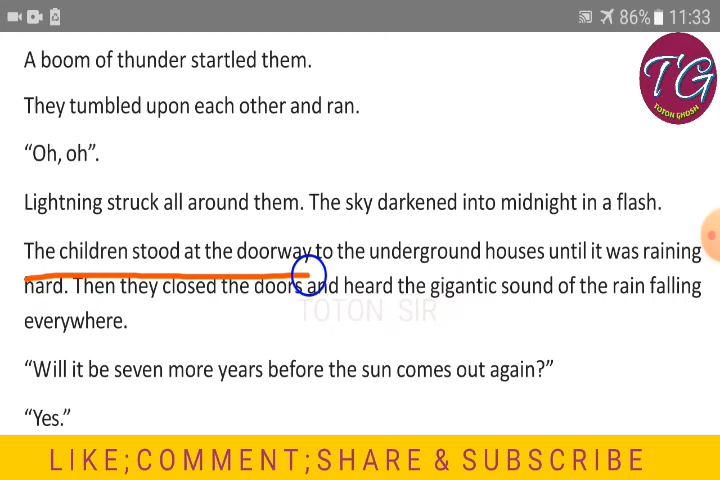 86% 11:33
A boom of thunder startled them.
T'G
TOTON GHOSH
They tumbled upon each other and ran.
“Oh, oh”.
Lightning struck all around them. The sky darkened into midnight in a flash.
The children stood at the doorway to the underground houses until it was raining
hard. Then they closed the doors and heard the gigantic sound of the rain falling
everywhere.
TOTON SIR
“Will it be seven more years before the sun comes out again?”
“Yes.”
LIKE;COMMENT;SHARE & SUBSCRIBE